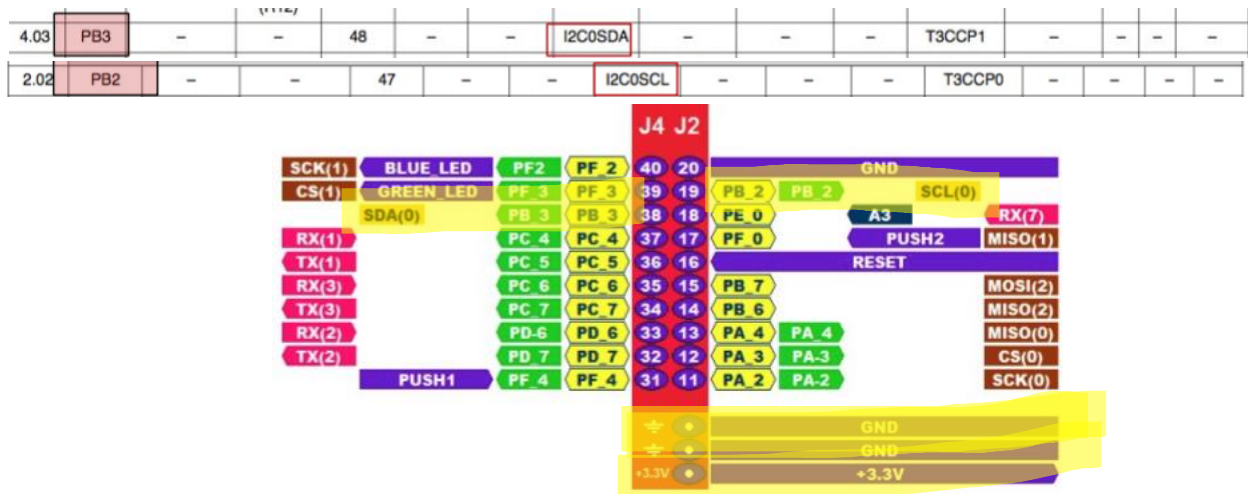 4.03 PB3 – – 48 – – I2C0SDA – – – T3CCP1 – – – –
2.02 PB2 – – 47 – – I2C0SCL – – – T3CCP0 – – – –
J4 J2
SCK(1) BLUE_LED PF2 PF_2 40 20 GND
CS(1) GREEN_LED PF_3 PF_3 39 19 PB_2 PB_2 SCL(0)
SDA(0) PB_3 PB_3 38 18 PE_0 A3 RX(7)
RX(1) PC_4 PC_4 37 17 PF_0 PUSH2 MISO(1)
TX(1) PC_5 PC_5 36 16 RESET
RX(3) PC_6 PC_6 35 15 PB_7 MOSI(2)
TX(3) PC_7 PC_7 34 14 PB_6 MISO(2)
RX(2) PD-6 PD_6 33 13 PA_4 PA_4 MISO(0)
TX(2) PD_7 PD_7 32 12 PA_3 PA-3 CS(0)
PUSH1 PF_4 PF_4 31 11 PA_2 PA-2 SCK(0)
GND
GND
+3.3V +3.3V